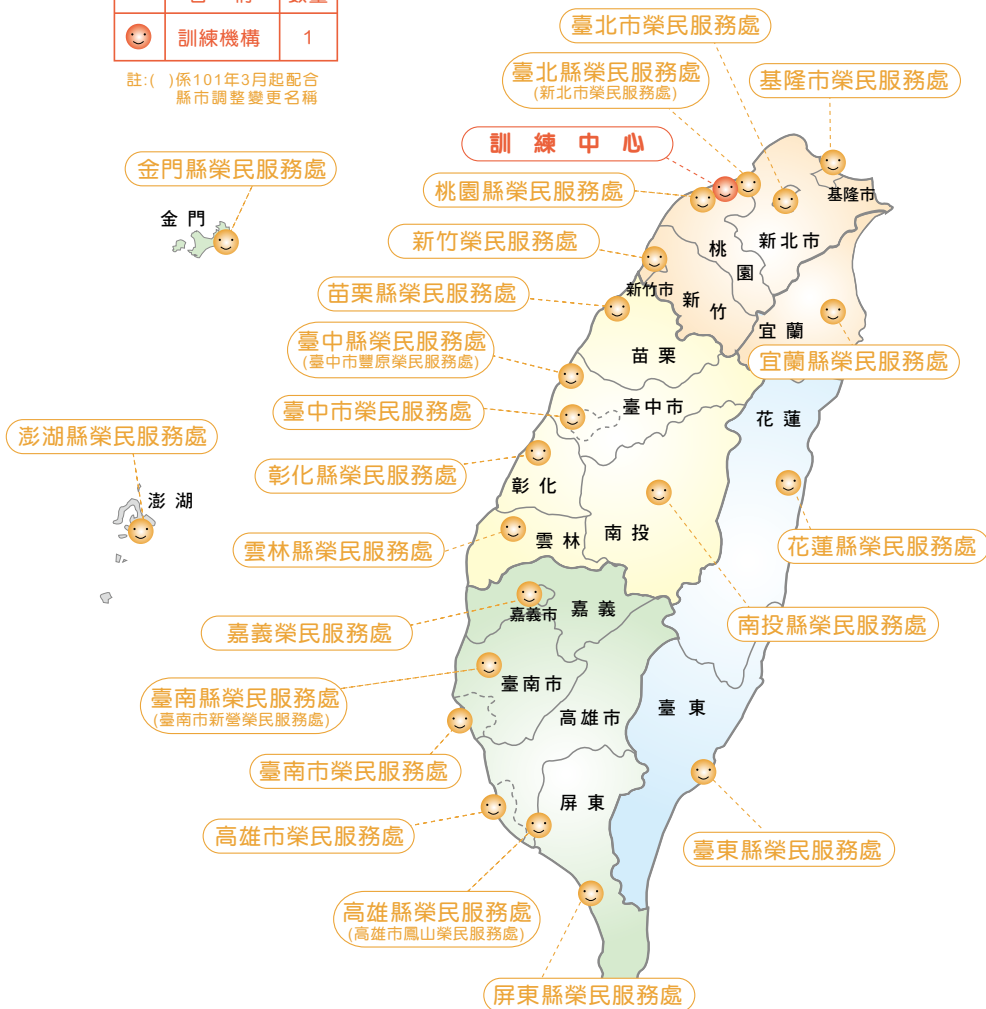 名 稱
數量
訓練機構
1
註:( )係101年3月起配合
縣市調整變更名稱
臺北市榮民服務處
臺北縣榮民服務處
(新北市榮民服務處)
基隆市榮民服務處
訓練中心
金門縣榮民服務處
桃園縣榮民服務處
基隆市
金門
新竹榮民服務處
新北市
桃園
新竹市
新竹
苗栗縣榮民服務處
宜蘭
臺中縣榮民服務處
(臺中市豐原榮民服務處)
苗栗
宜蘭縣榮民服務處
臺中市榮民服務處
臺中市
花蓮
澎湖縣榮民服務處
彰化縣榮民服務處
彰化
澎湖
雲林縣榮民服務處
雲林
南投
花蓮縣榮民服務處
嘉義市
嘉義
嘉義榮民服務處
南投縣榮民服務處
臺南縣榮民服務處
(臺南市新營榮民服務處)
臺南市
高雄市
臺東
臺南市榮民服務處
屏東
高雄市榮民服務處
臺東縣榮民服務處
高雄縣榮民服務處
(高雄市鳳山榮民服務處)
屏東縣榮民服務處